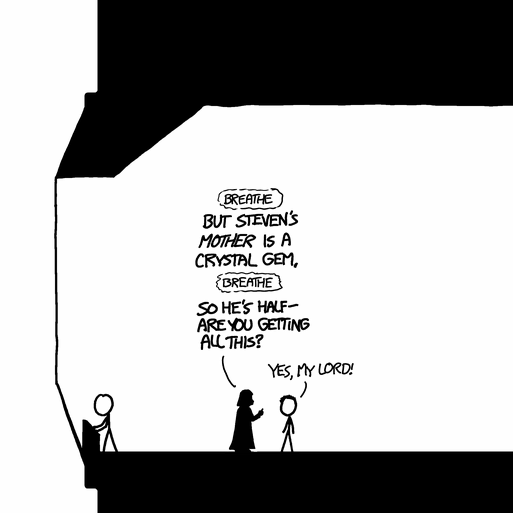 BREATHE
BUT STEVEN'S
MOTHER IS A
CRYSTAL GEM.
BREATHE
SO HE'S HALF—
ARE YOU GETTING
ALL THIS?
YES, MY LORD!